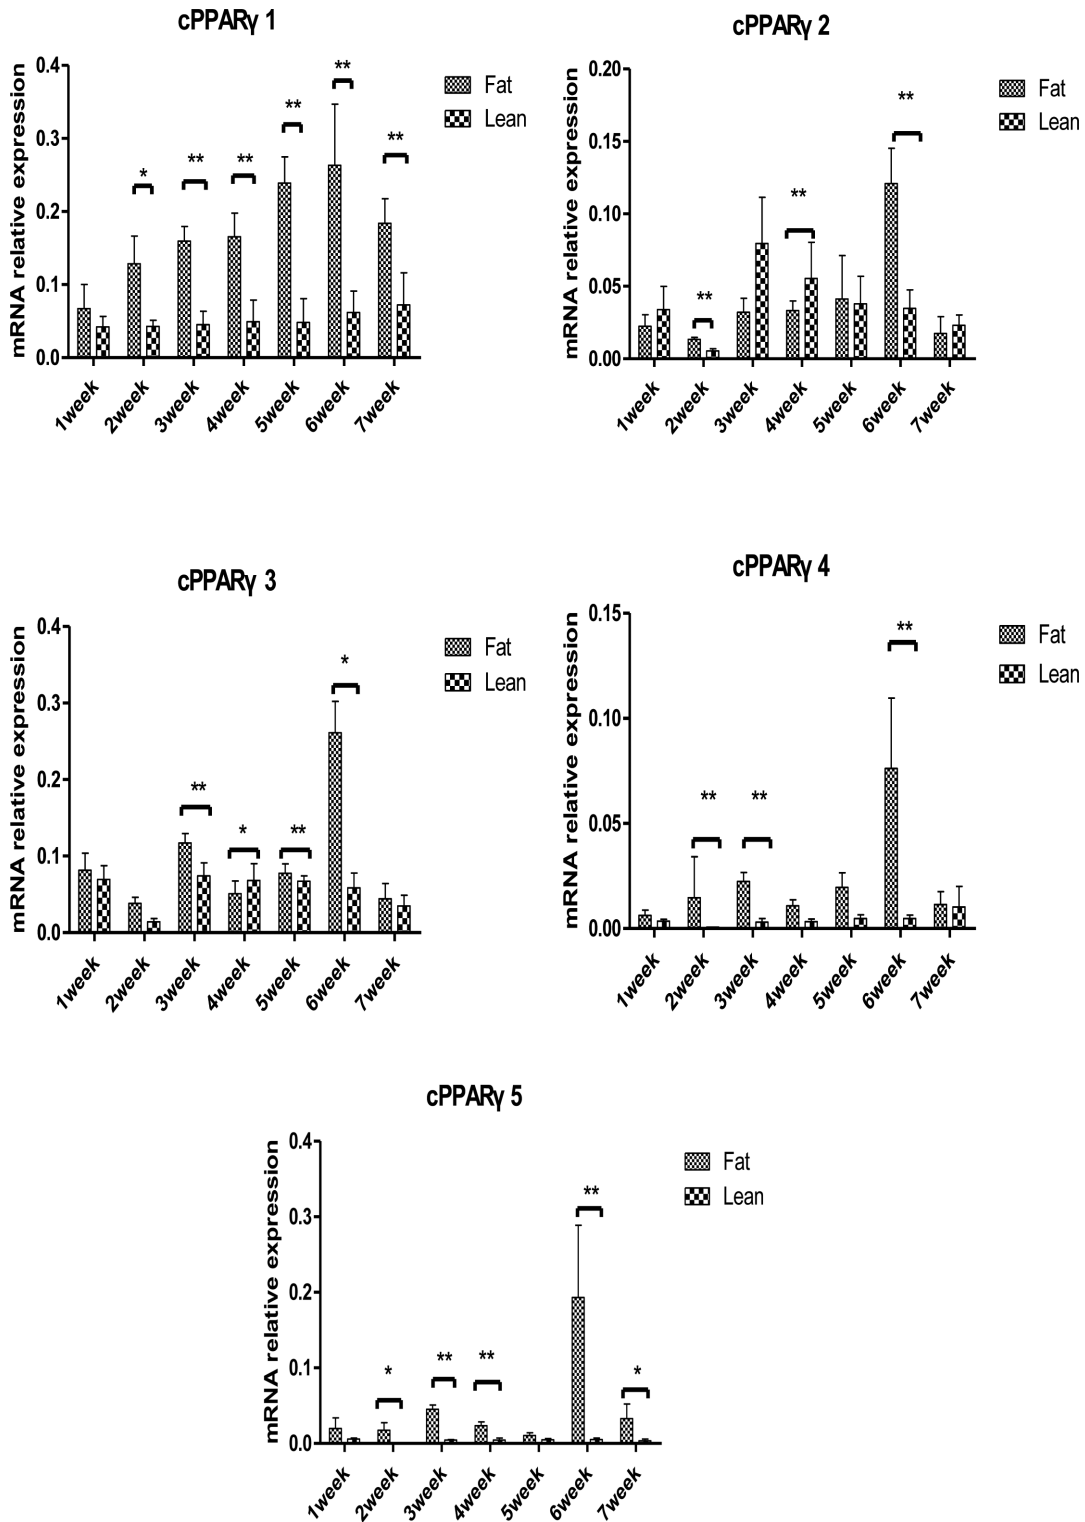 cPPARγ 1
mRNA relative expression
0.4
0.3
0.2
0.1
0.0
*
**
**
**
**
**
Fat
Lean
1week
2week
3week
4week
5week
6week
7week
cPPARγ 2
mRNA relative expression
0.20
0.15
0.10
0.05
0.00
**
**
**
Fat
Lean
1week
2week
3week
4week
5week
6week
7week
cPPARγ 3
mRNA relative expression
0.4
0.3
0.2
0.1
0.0
**
*
**
*
Fat
Lean
1week
2week
3week
4week
5week
6week
7week
cPPARγ 4
mRNA relative expression
0.15
0.10
0.05
0.00
**
**
**
Fat
Lean
1week
2week
3week
4week
5week
6week
7week
cPPARγ 5
mRNA relative expression
0.4
0.3
0.2
0.1
0.0
*
**
**
**
*
Fat
Lean
1week
2week
3week
4week
5week
6week
7week